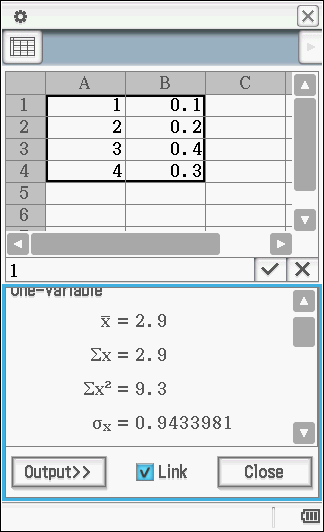 A B C
1 1 0.1
2 2 0.2
3 3 0.4
4 4 0.3
5
6
1
One-Variable
x̄ = 2.9
Σx = 2.9
Σx² = 9.3
σx = 0.9433981
Output>> Link Close